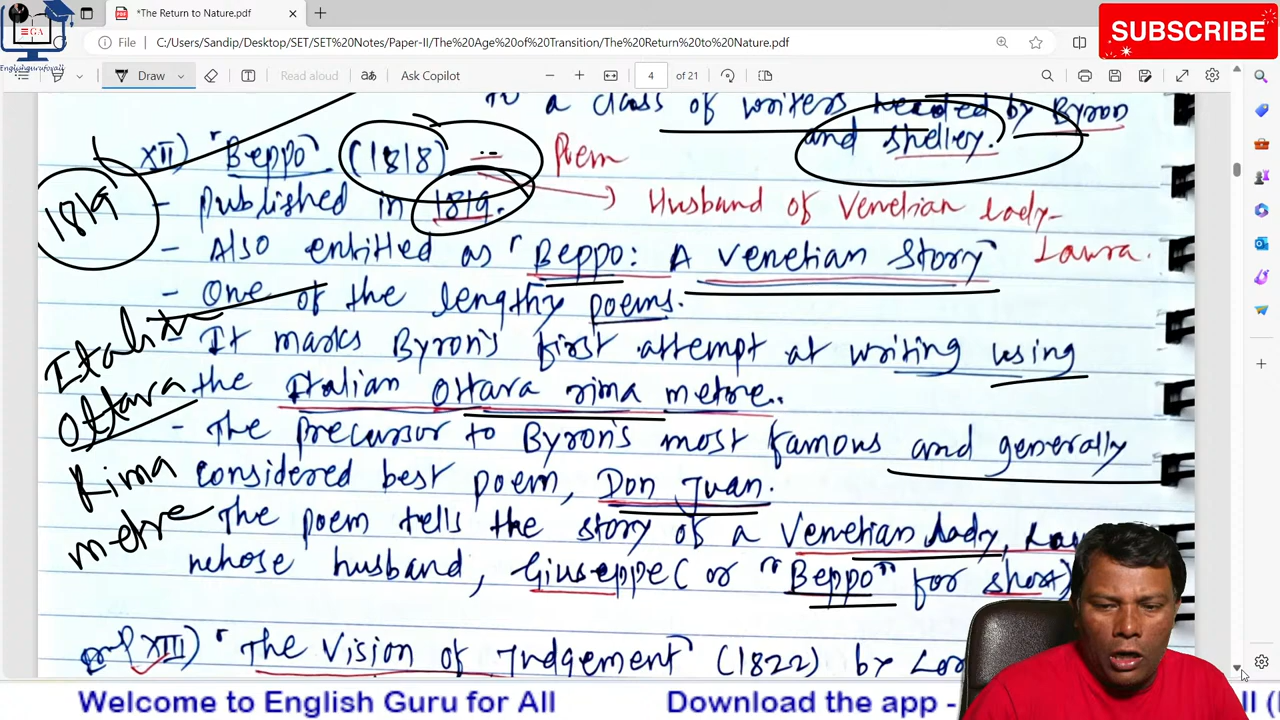 *The Return to Nature.pdf
SUBSCRIBE
EGA
Englishguruforall
File
C:/Users/Sandip/Desktop/SET/SET%20Notes/Paper-II/The%20Age%20of%20Transition/The%20Return%20to%20Nature.pdf
Draw
Read aloud
Ask Copilot
4 of 21
to a class of writers headed by Byron
and Shelley.
XII) "Beppo" (1818) Poem
1819
- Published in 1819. Husband of Venetian lady-
Laura.
- Also entitled as "Beppo: A Venetian Story"
- One of the lengthy poems.
- It marks Byron's first attempt at writing using
the Italian Ottava rima metre.
Italian
Ottava
Rima
metre
- The precursor to Byron's most famous and generally
considered best poem, Don Juan.
The poem tells the story of a Venetian lady,
whose husband, Giuseppe (or "Beppo" for short)
XIII) "The Vision of Judgement" (1822) by
Welcome to English Guru for All
Download the app -